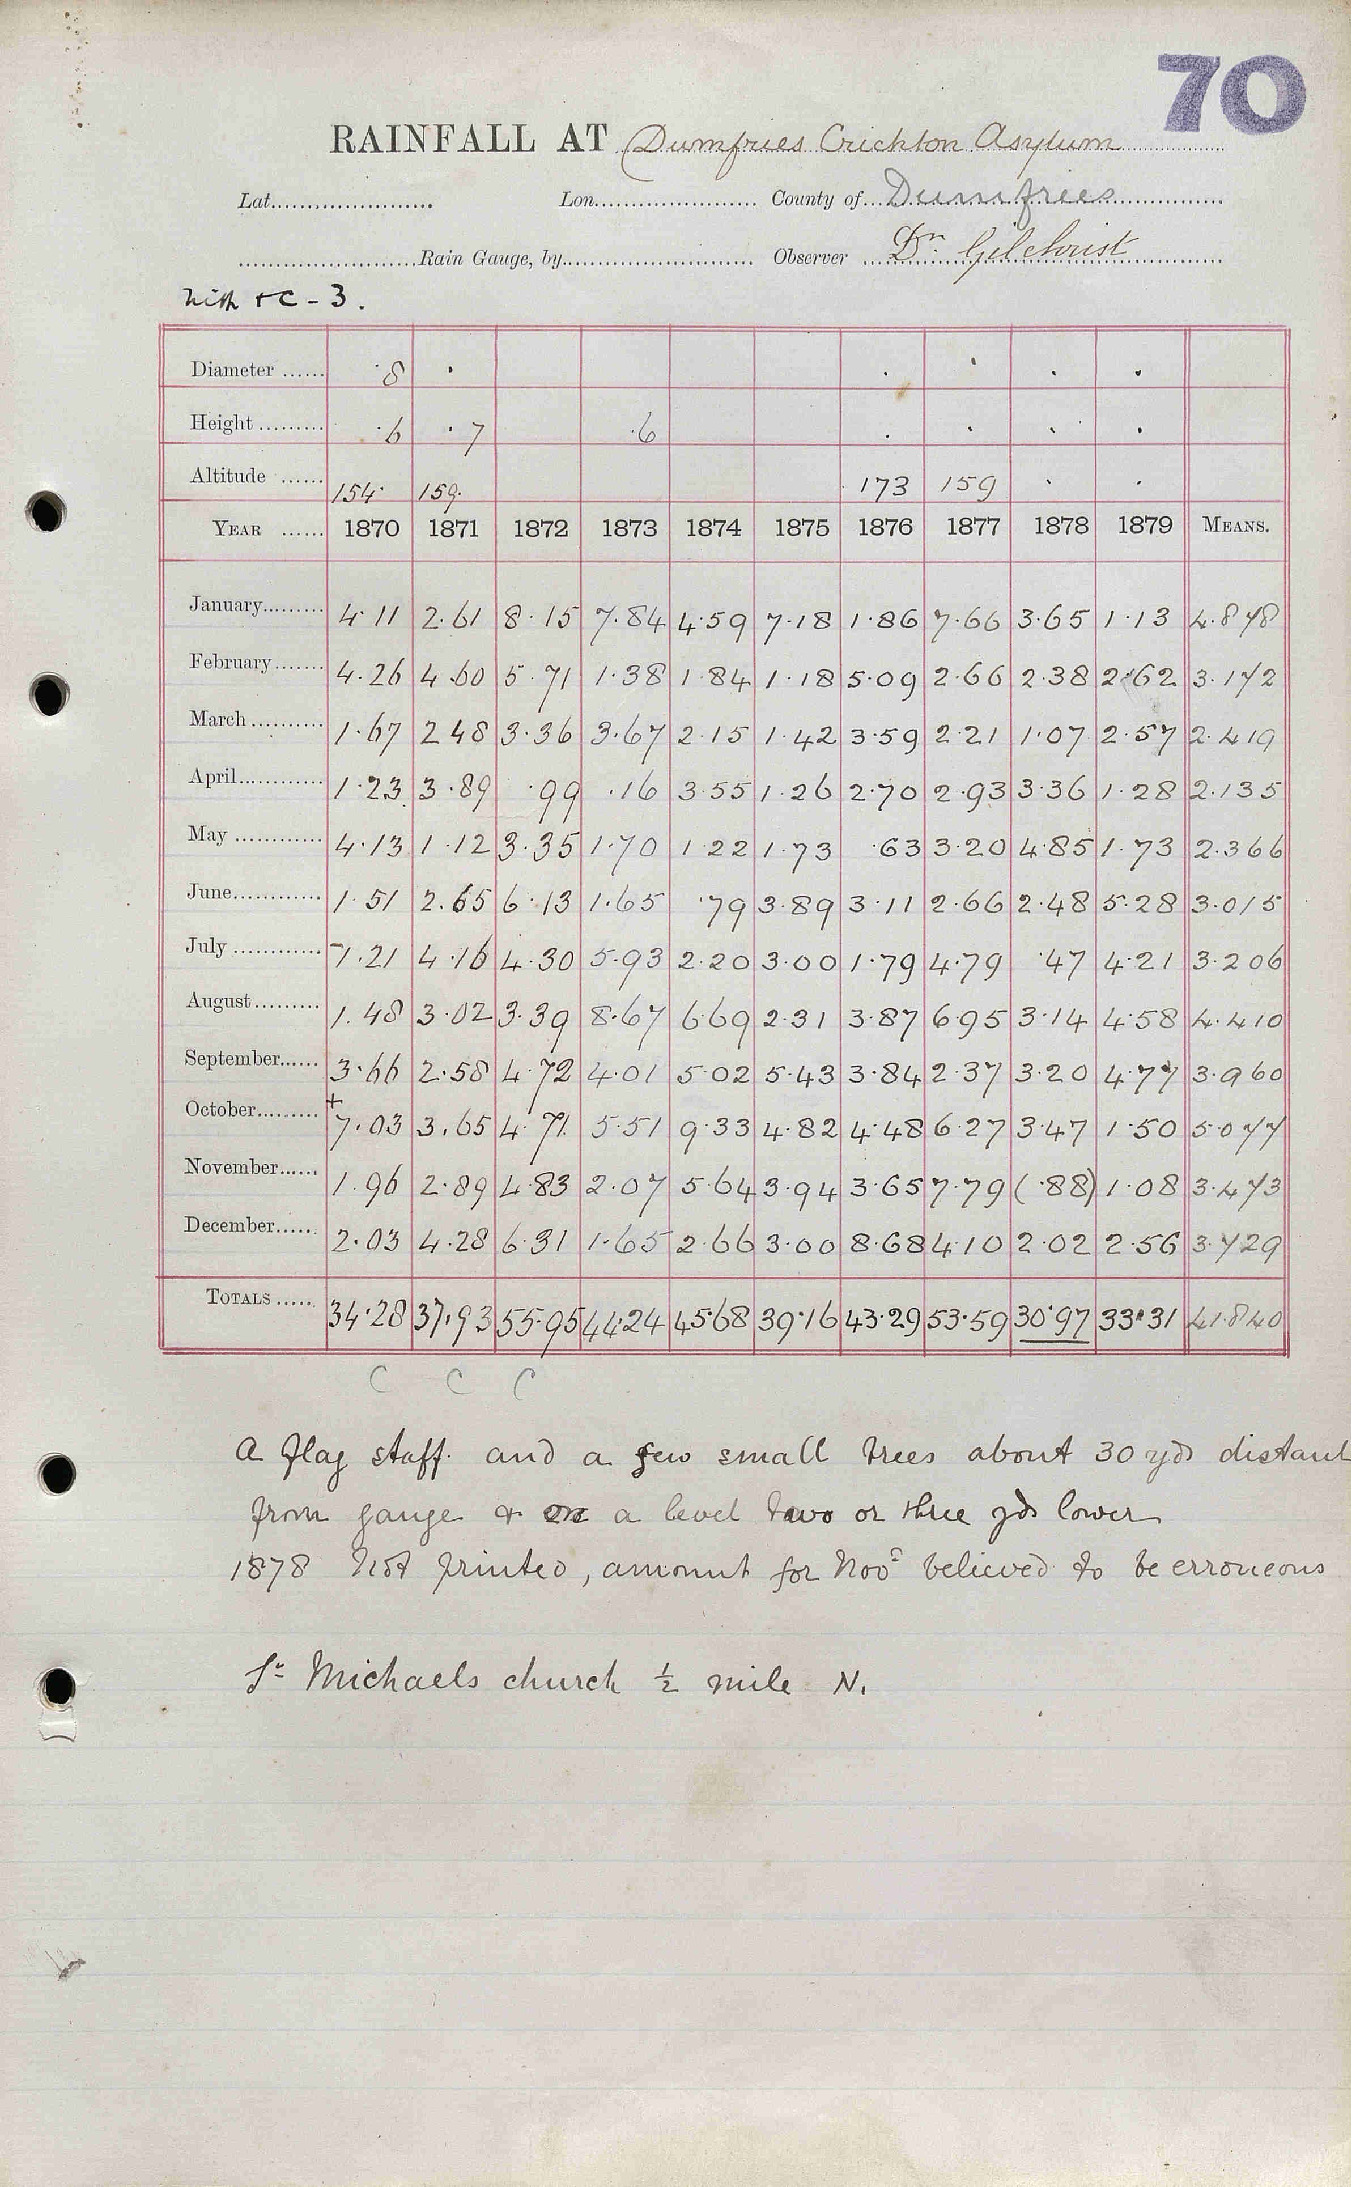 70
RAINFALL AT Dumfries Crichton Asylum
Lat. Lon. County of Dumfries
Rain Gauge, by Observer Dr. Gilchrist
Nith + C - 3.
Diameter 8
Height 6 7 6
Altitude 154 159 173 159
YEAR 1870 1871 1872 1873 1874 1875 1876 1877 1878 1879 MEANS.
January 4.11 2.61 8.15 7.84 4.59 7.18 1.86 7.66 3.65 1.13 4.878
February 4.26 4.60 5.71 1.38 1.84 1.18 5.09 2.66 2.38 2.62 3.172
March 1.67 2.48 3.36 3.67 2.15 1.42 3.59 2.21 1.07 2.57 2.419
April 1.23 3.89 .99 .16 3.55 1.26 2.70 2.93 3.36 1.28 2.135
May 4.13 1.12 3.35 1.70 1.22 1.73 .63 3.20 4.85 1.73 2.366
June 1.51 2.65 6.13 1.65 .79 3.89 3.11 2.66 2.48 5.28 3.015
July 1.21 4.16 4.30 5.93 2.20 3.00 1.79 4.79 .47 4.21 3.206
August 1.48 3.02 3.39 8.67 6.69 2.31 3.87 6.95 3.14 4.58 4.410
September 3.66 2.58 4.72 4.01 5.02 5.43 3.84 2.37 3.20 4.77 3.960
October +7.03 3.65 4.71 5.51 9.33 4.82 4.48 6.27 3.47 1.50 5.077
November 1.96 2.89 4.83 2.07 5.64 3.94 3.65 7.79 (.88) 1.08 3.473
December 2.03 4.28 6.31 1.65 2.66 3.00 8.68 4.10 2.02 2.56 3.729
TOTALS 34.28 37.93 55.95 44.24 45.68 39.16 43.29 53.59 30.97 33.31 41.840
C C C
A flag staff. and a few small trees about 30 yds distant
from gauge & on a level two or three yds lower
1878 Not printed, amount for Novr believed to be erroneous
St Michaels church ½ mile N.